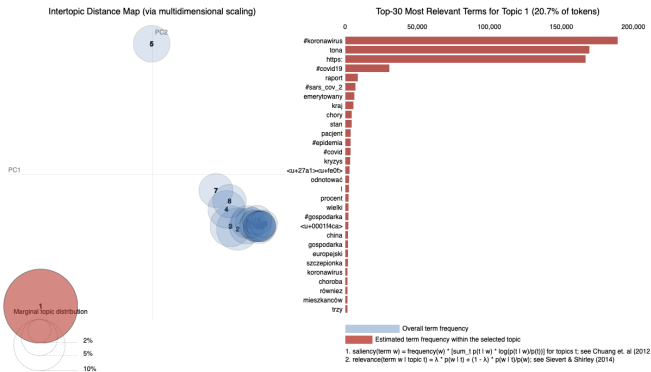 Intertopic Distance Map (via multidimensional scaling)
PC2
PC1
5
7
8
4
3
2
1
Marginal topic distribution
2%
5%
10%
Top-30 Most Relevant Terms for Topic 1 (20.7% of tokens)
0 50,000 100,000 150,000 200,000
#koronawirus
tona
https:
#covid19
raport
#sars_cov_2
emerytowany
kraj
chory
stan
pacjent
#epidemia
#covid
kryzys
<u+27a1><u+fe0f>
odnotować
l
procent
wielki
#gospodarka
<u+0001f4ca>
china
gospodarka
europejski
szczepionka
koronawirus
choroba
również
mieszkańców
trzy
Overall term frequency
Estimated term frequency within the selected topic
1. saliency(term w) = frequency(w) * [sum_t p(t | w) * log(p(t | w)/p(t))] for topics t; see Chuang et. al (2012
2. relevance(term w | topic t) = λ * p(w | t) + (1 - λ) * p(w | t)/p(w); see Sievert & Shirley (2014)